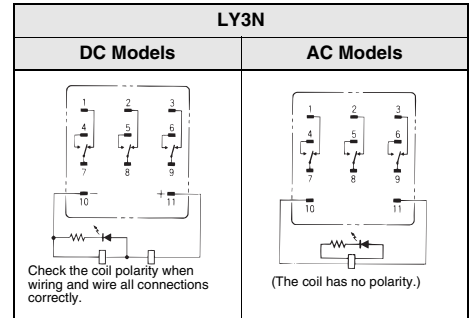 LY3N
DC Models
AC Models
1 2 3
4 5 6
7 8 9
− +
10 11
Check the coil polarity when
wiring and wire all connections
correctly.
1 2 3
4 5 6
7 8 9
10 11
(The coil has no polarity.)